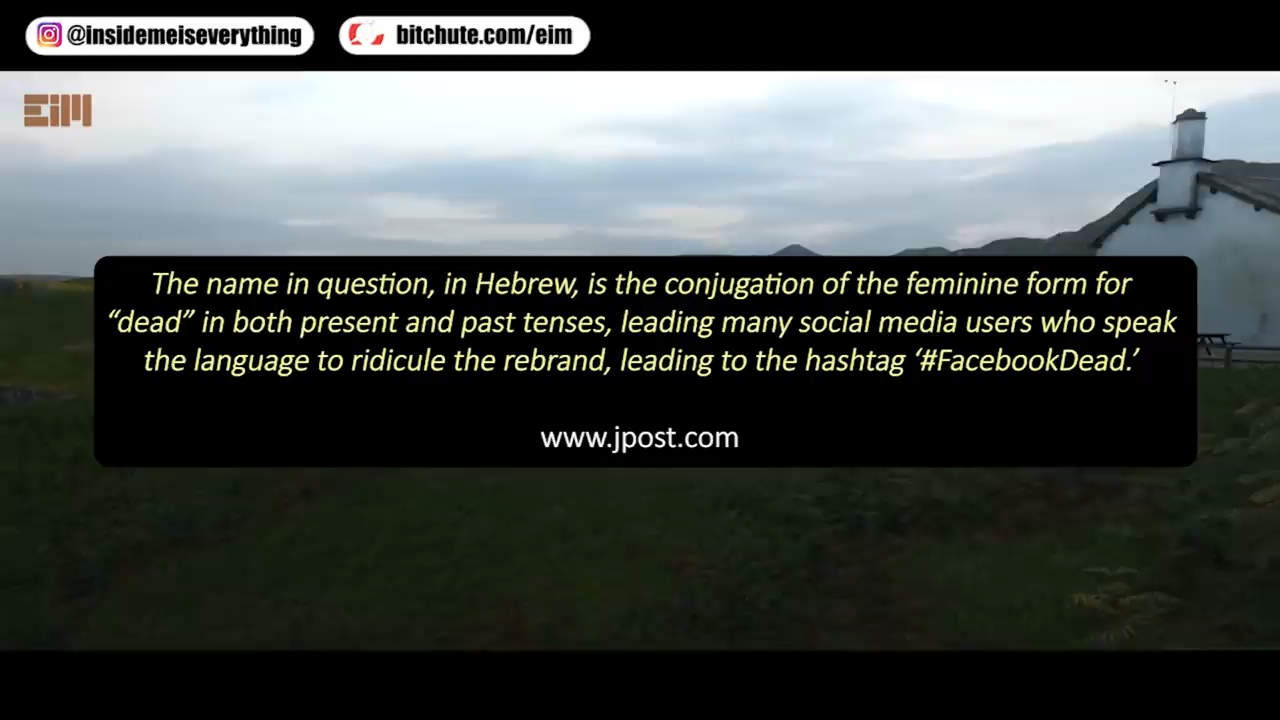 @insidemeiseverything
bitchute.com/eim
EiM
The name in question, in Hebrew, is the conjugation of the feminine form for
“dead” in both present and past tenses, leading many social media users who speak
the language to ridicule the rebrand, leading to the hashtag ‘#FacebookDead.’
www.jpost.com